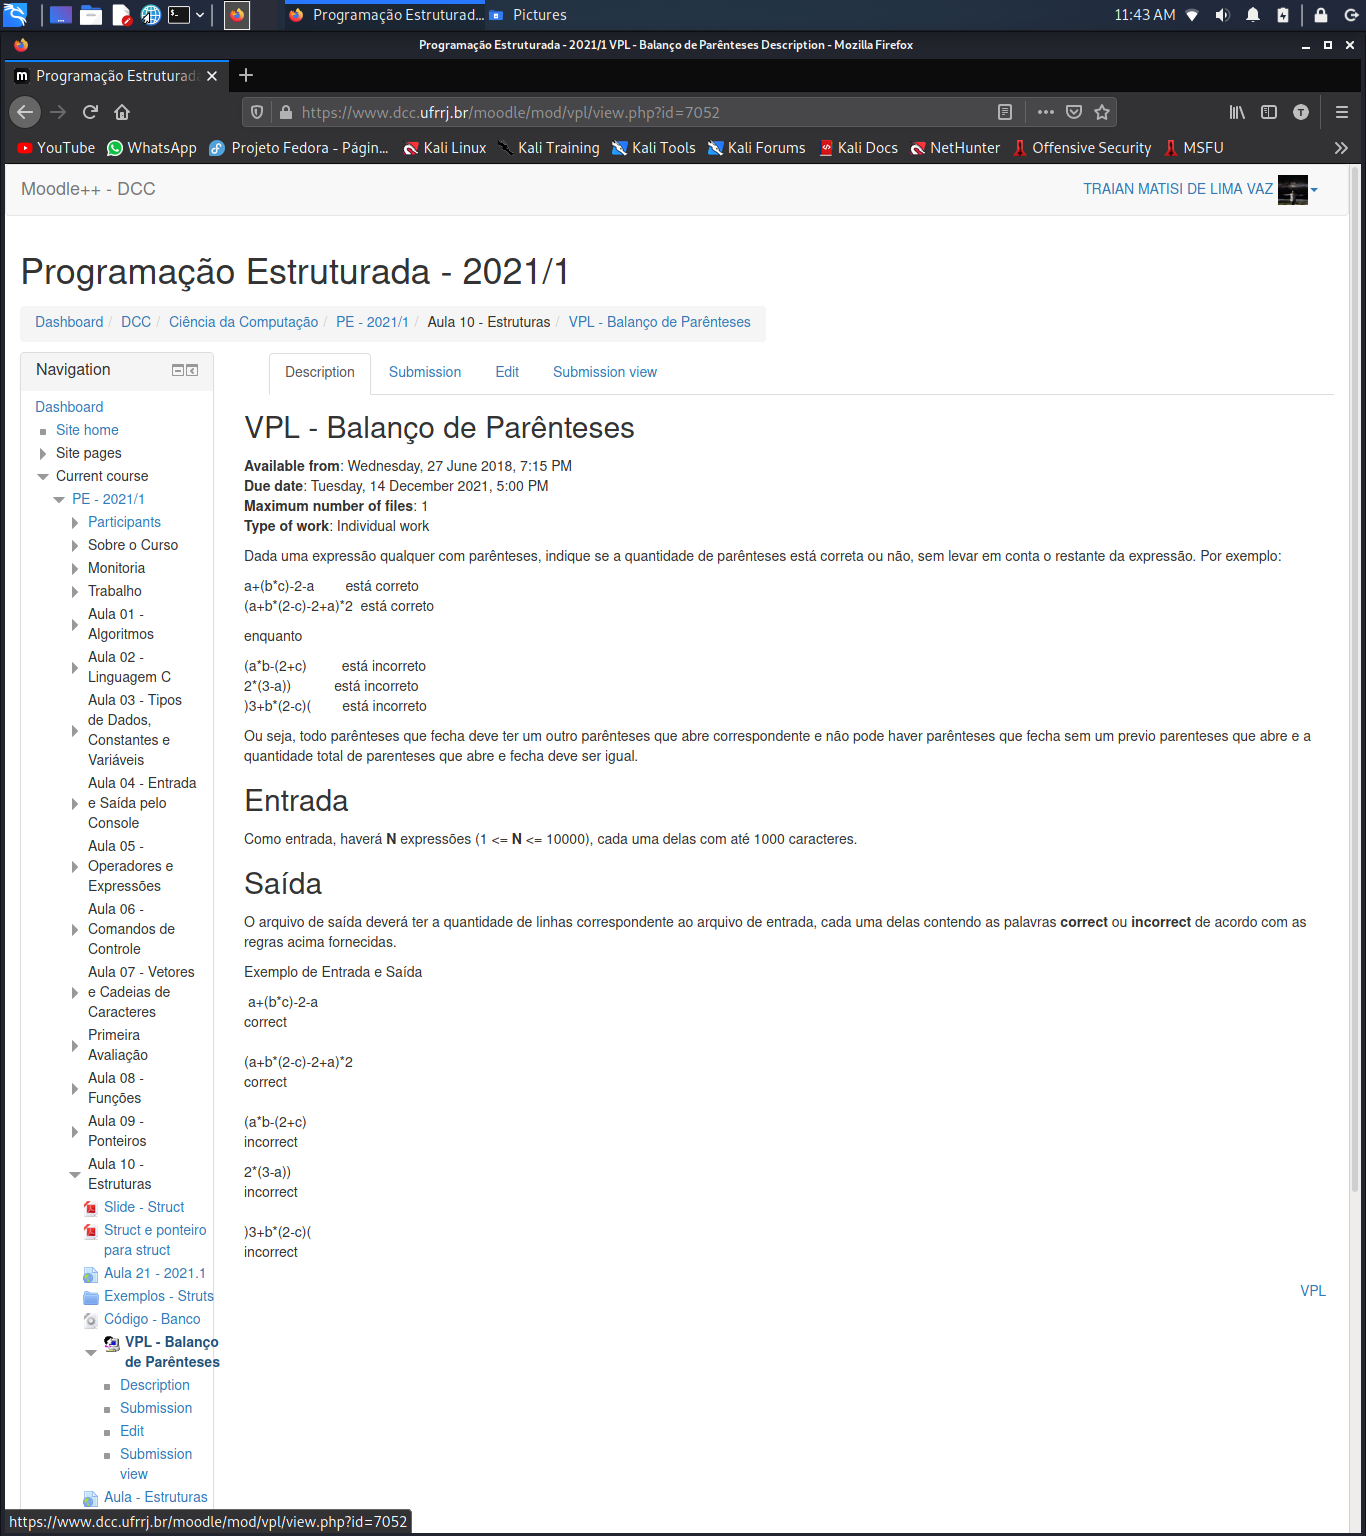 Programação Estruturad...
Pictures
11:43 AM
Programação Estruturada - 2021/1 VPL - Balanço de Parênteses Description - Mozilla Firefox
Programação Estruturada
https://www.dcc.ufrrj.br/moodle/mod/vpl/view.php?id=7052
YouTube WhatsApp Projeto Fedora - Págin... Kali Linux Kali Training Kali Tools Kali Forums Kali Docs NetHunter Offensive Security MSFU
Moodle++ - DCC
TRAIAN MATISI DE LIMA VAZ
Programação Estruturada - 2021/1
Dashboard / DCC / Ciência da Computação / PE - 2021/1 / Aula 10 - Estruturas / VPL - Balanço de Parênteses
Navigation
Dashboard
Site home
Site pages
Current course
PE - 2021/1
Participants
Sobre o Curso
Monitoria
Trabalho
Aula 01 -
Algoritmos
Aula 02 -
Linguagem C
Aula 03 - Tipos
de Dados,
Constantes e
Variáveis
Aula 04 - Entrada
e Saída pelo
Console
Aula 05 -
Operadores e
Expressões
Aula 06 -
Comandos de
Controle
Aula 07 - Vetores
e Cadeias de
Caracteres
Primeira
Avaliação
Aula 08 -
Funções
Aula 09 -
Ponteiros
Aula 10 -
Estruturas
Slide - Struct
Struct e ponteiro
para struct
Aula 21 - 2021.1
Exemplos - Struts
Código - Banco
VPL - Balanço
de Parênteses
Description
Submission
Edit
Submission
view
Aula - Estruturas
Description Submission Edit Submission view
VPL - Balanço de Parênteses
Available from: Wednesday, 27 June 2018, 7:15 PM
Due date: Tuesday, 14 December 2021, 5:00 PM
Maximum number of files: 1
Type of work: Individual work
Dada uma expressão qualquer com parênteses, indique se a quantidade de parênteses está correta ou não, sem levar em conta o restante da expressão. Por exemplo:
a+(b*c)-2-a está correto
(a+b*(2-c)-2+a)*2 está correto
enquanto
(a*b-(2+c) está incorreto
2*(3-a)) está incorreto
)3+b*(2-c)( está incorreto
Ou seja, todo parênteses que fecha deve ter um outro parênteses que abre correspondente e não pode haver parênteses que fecha sem um previo parenteses que abre e a
quantidade total de parenteses que abre e fecha deve ser igual.
Entrada
Como entrada, haverá N expressões (1 <= N <= 10000), cada uma delas com até 1000 caracteres.
Saída
O arquivo de saída deverá ter a quantidade de linhas correspondente ao arquivo de entrada, cada uma delas contendo as palavras correct ou incorrect de acordo com as
regras acima fornecidas.
Exemplo de Entrada e Saída
a+(b*c)-2-a
correct
(a+b*(2-c)-2+a)*2
correct
(a*b-(2+c)
incorrect
2*(3-a))
incorrect
)3+b*(2-c)(
incorrect
VPL
https://www.dcc.ufrrj.br/moodle/mod/vpl/view.php?id=7052